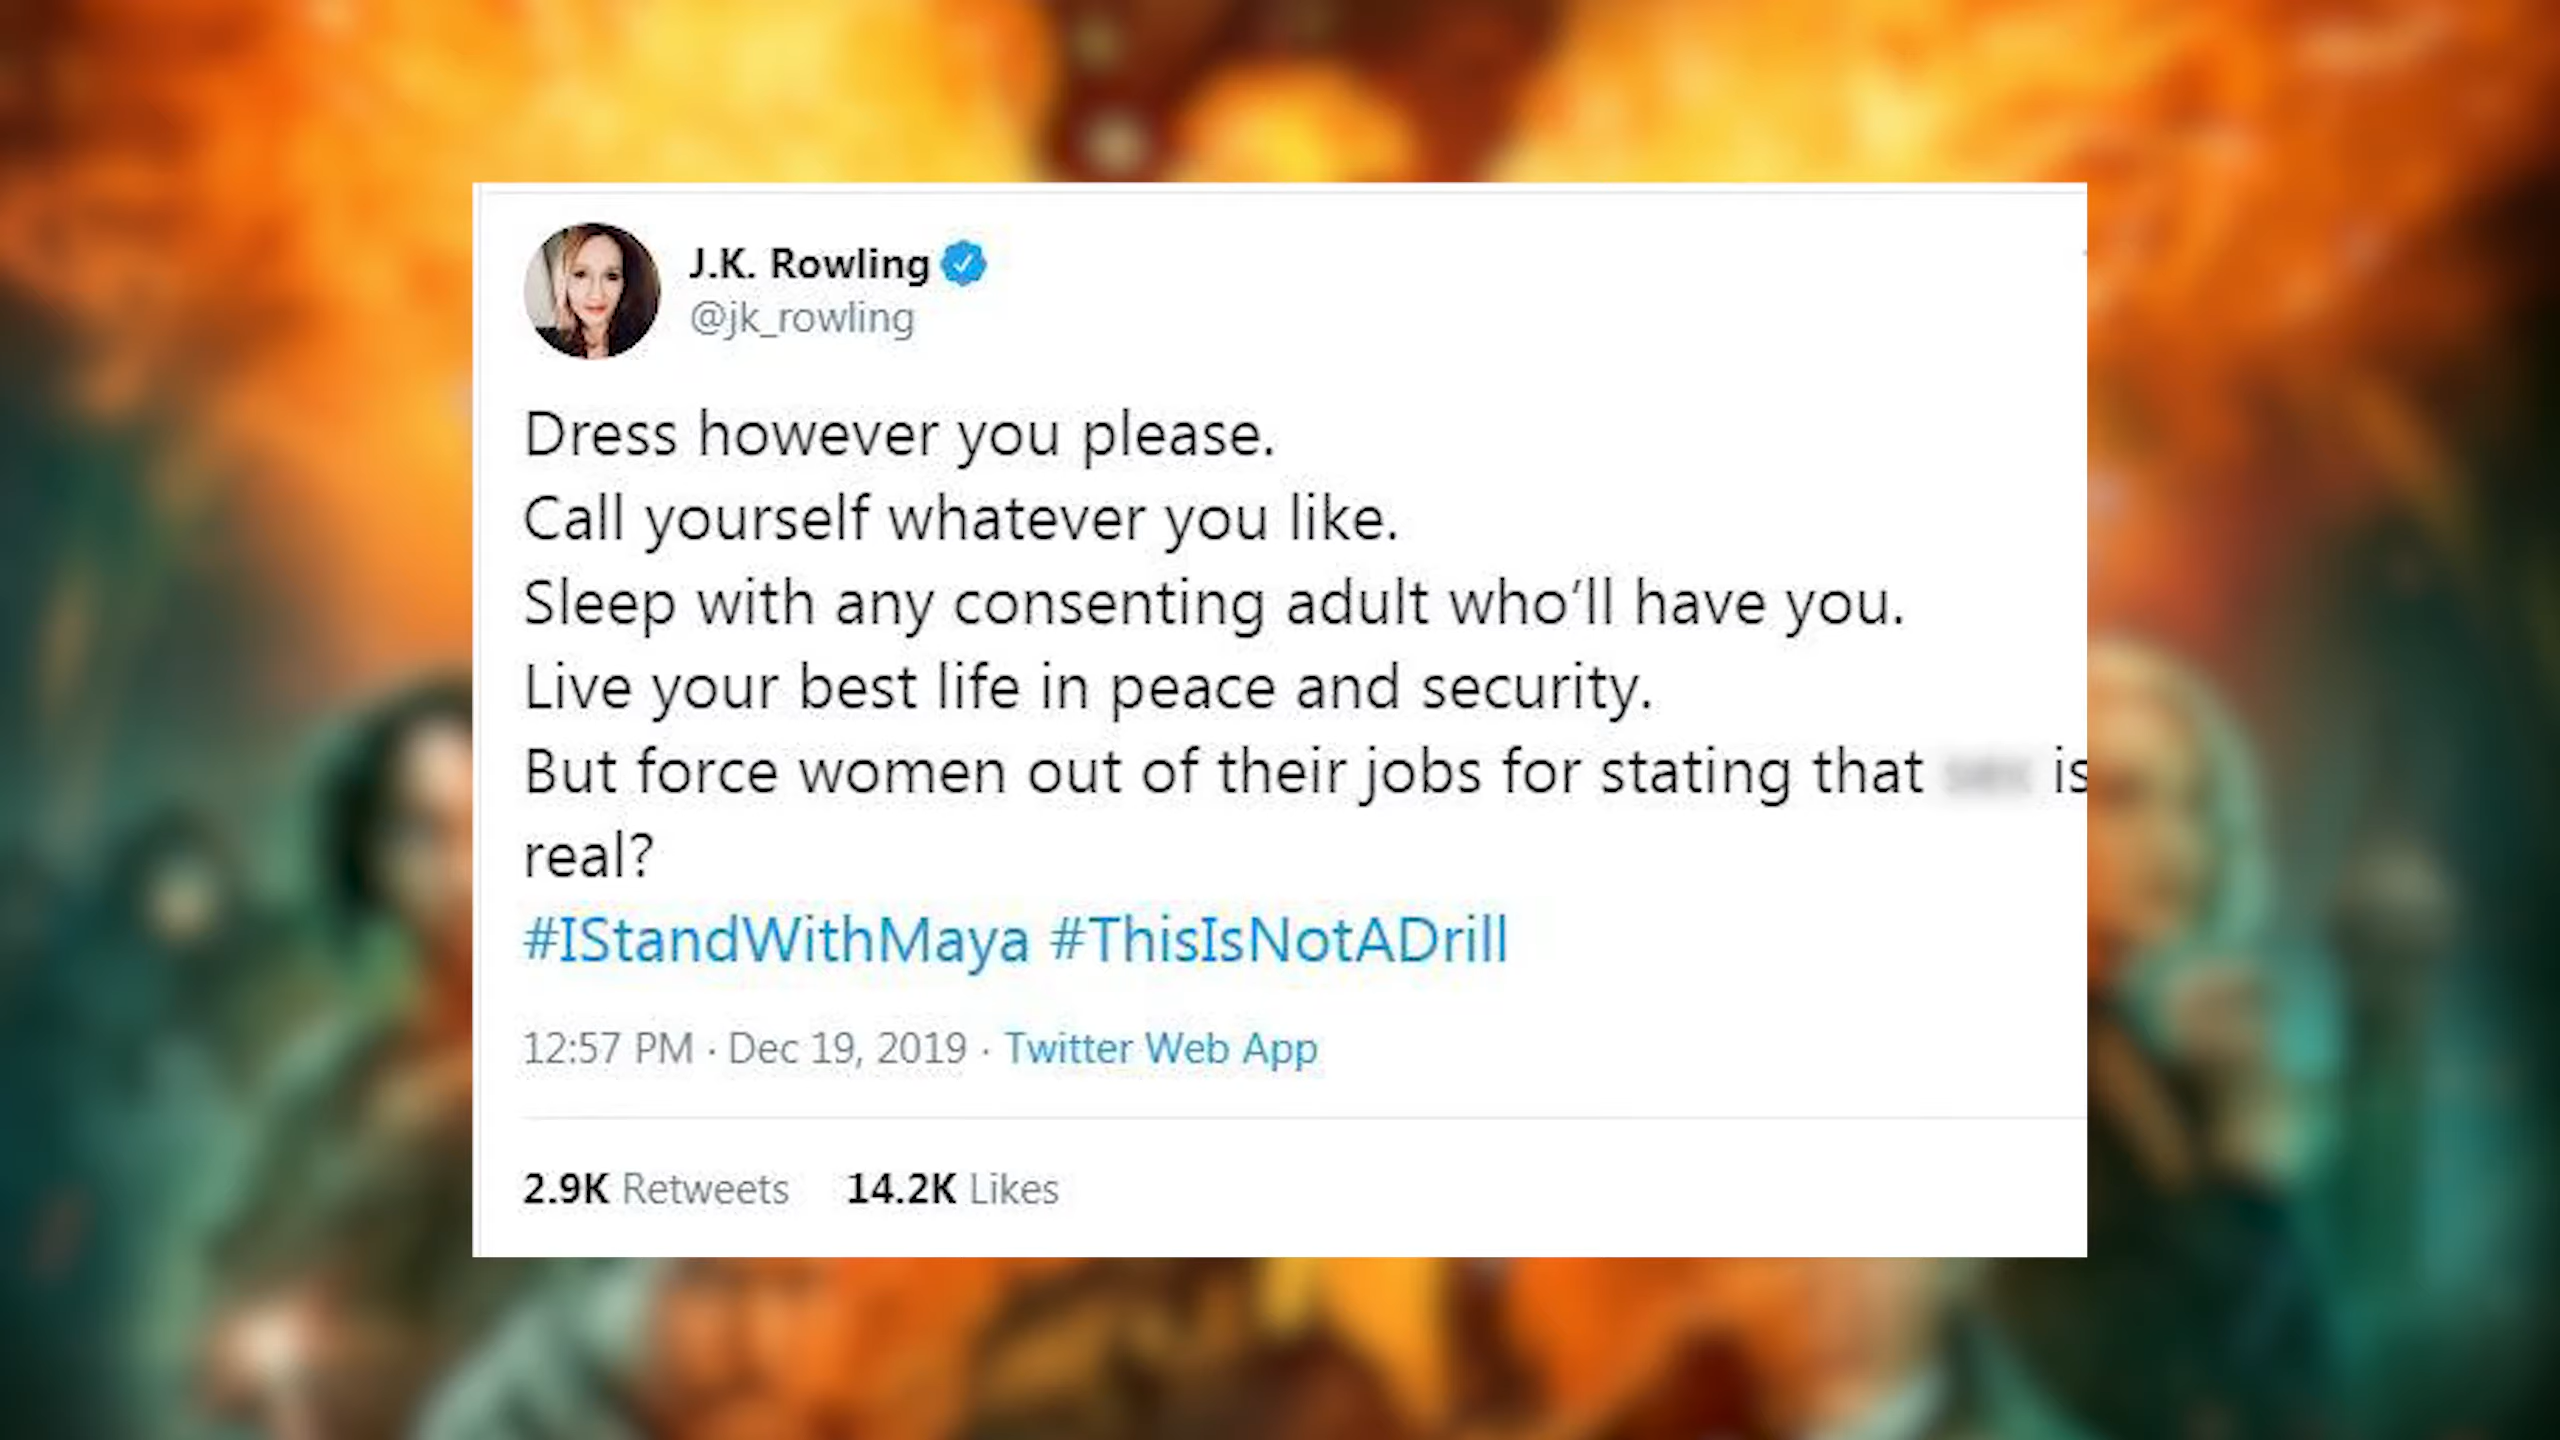 J.K. Rowling
@jk_rowling
Dress however you please.
Call yourself whatever you like.
Sleep with any consenting adult who’ll have you.
Live your best life in peace and security.
But force women out of their jobs for stating that is
real?
#IStandWithMaya #ThisIsNotADrill
12:57 PM · Dec 19, 2019 · Twitter Web App
2.9K Retweets 14.2K Likes